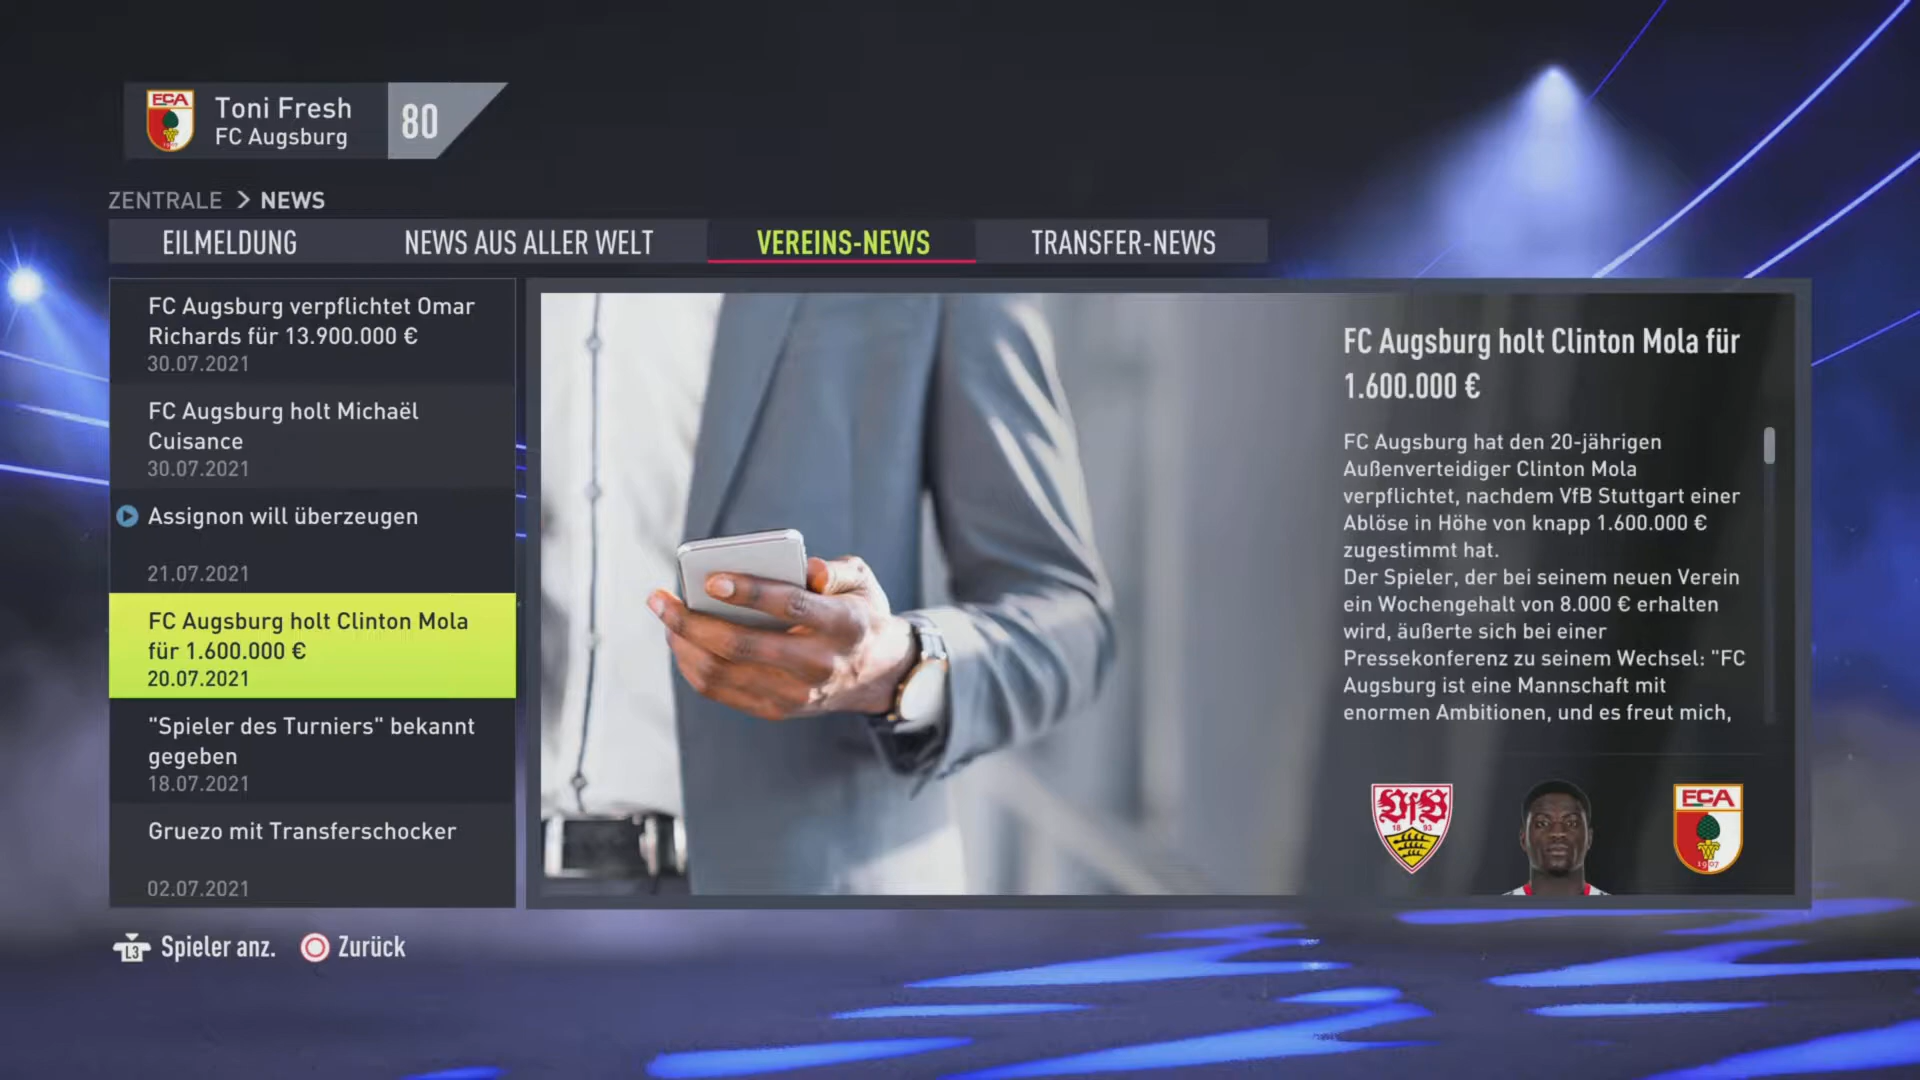 FCA
1907
Toni Fresh
FC Augsburg
80
ZENTRALE > NEWS
EILMELDUNG
NEWS AUS ALLER WELT
VEREINS-NEWS
TRANSFER-NEWS
FC Augsburg verpflichtet Omar
Richards für 13.900.000 €
30.07.2021
FC Augsburg holt Michaël
Cuisance
30.07.2021
Assignon will überzeugen
21.07.2021
FC Augsburg holt Clinton Mola
für 1.600.000 €
20.07.2021
"Spieler des Turniers" bekannt
gegeben
18.07.2021
Gruezo mit Transferschocker
02.07.2021
FC Augsburg holt Clinton Mola für
1.600.000 €
FC Augsburg hat den 20-jährigen
Außenverteidiger Clinton Mola
verpflichtet, nachdem VfB Stuttgart einer
Ablöse in Höhe von knapp 1.600.000 €
zugestimmt hat.
Der Spieler, der bei seinem neuen Verein
ein Wochengehalt von 8.000 € erhalten
wird, äußerte sich bei einer
Pressekonferenz zu seinem Wechsel: "FC
Augsburg ist eine Mannschaft mit
enormen Ambitionen, und es freut mich,
VfB
18 93
FCA
1907
L3 Spieler anz.
Zurück